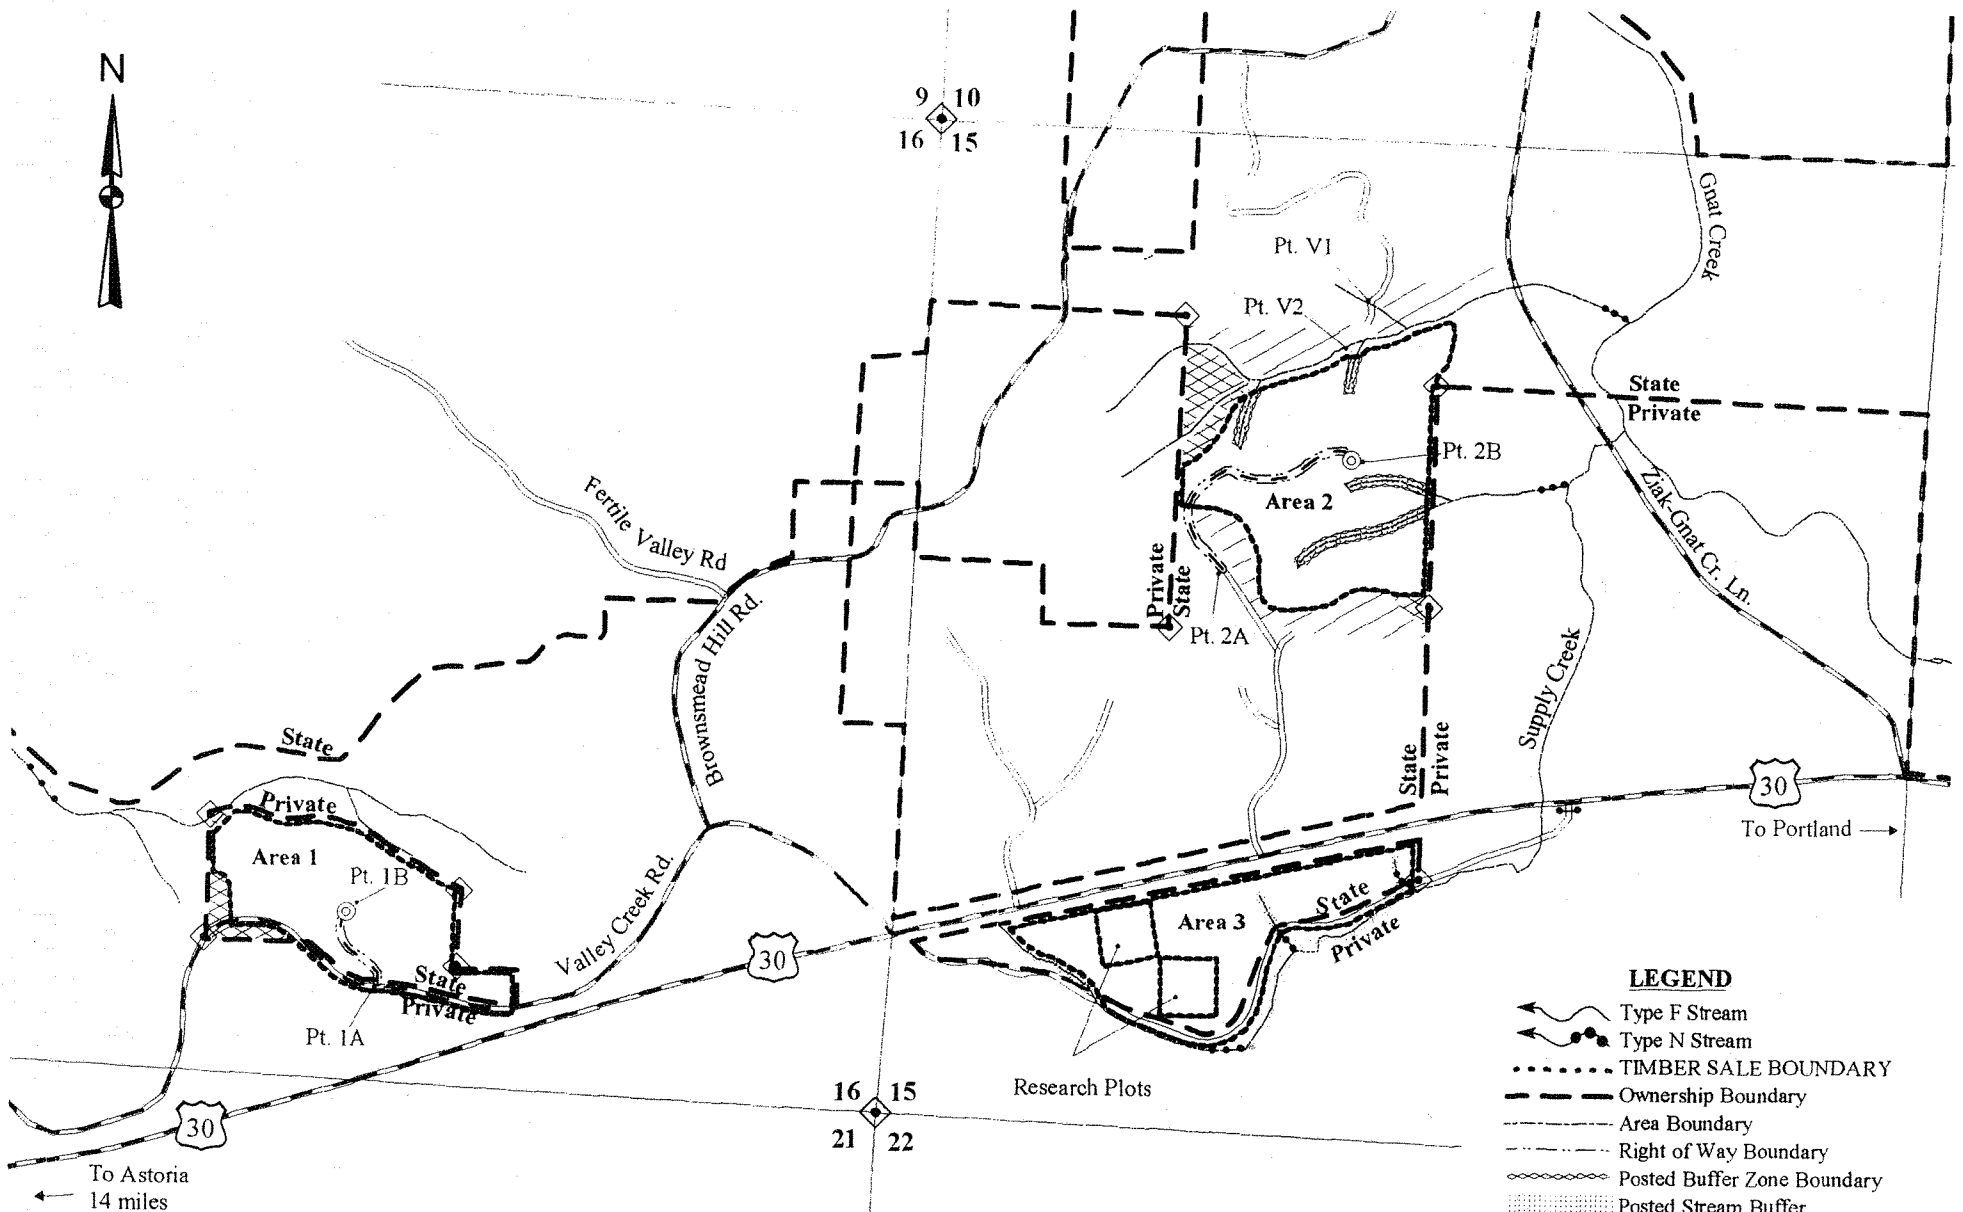 N
9 10
16 15
Gnat Creek
Pt. V1
Pt. V2
State
Private
Pt. 2B
Area 2
Fertile Valley Rd
Ziak-Gnat Cr. Ln.
Private
State
Brownsmead Hill Rd.
Pt. 2A
Supply Creek
State
State
Private
30
Private
To Portland
Area 1
Pt. 1B
Valley Creek Rd.
State
Area 3
Private
30
State
Private
Pt. 1A
LEGEND
Type F Stream
Type N Stream
TIMBER SALE BOUNDARY
Research Plots
16 15
Ownership Boundary
Area Boundary
30
21 22
Right of Way Boundary
To Astoria
14 miles
Posted Buffer Zone Boundary
Posted Stream Buffer